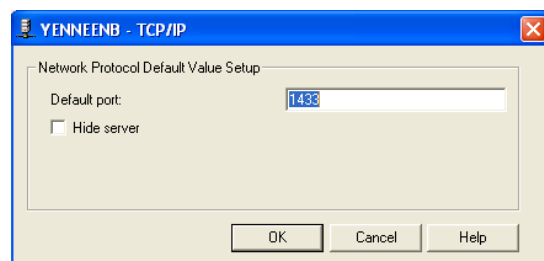 YENNEENB - TCP/IP
Network Protocol Default Value Setup
Default port: 1433
Hide server
OK Cancel Help